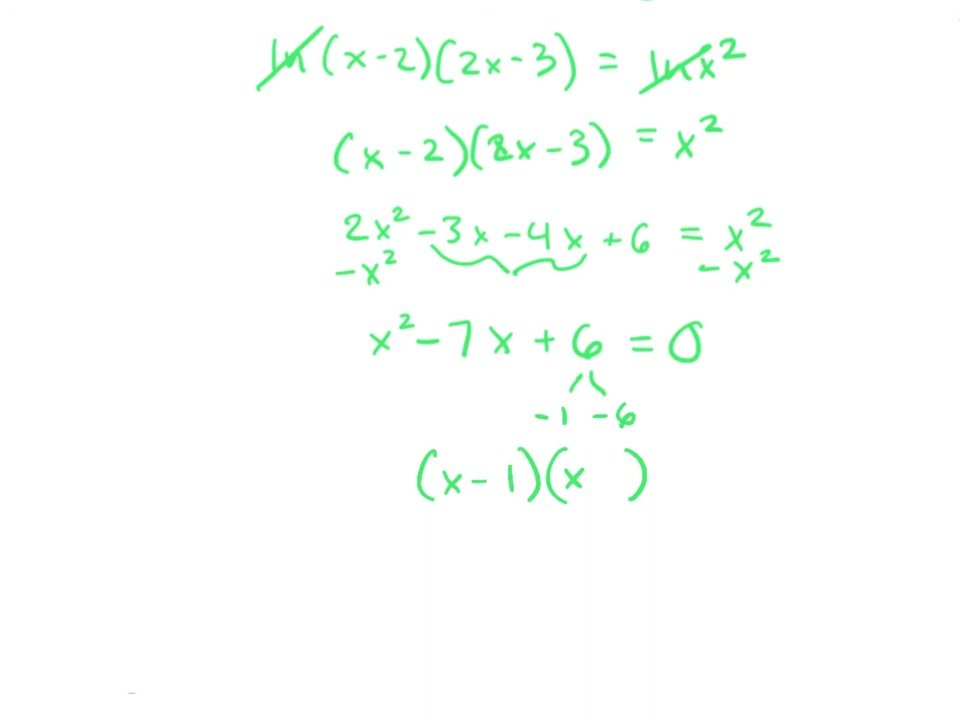 ln(x-2)(2x-3) = lnx²
(x-2)(2x-3) = x²
2x² -3x -4x +6 = x²
-x² -x²
x² -7x + 6 = 0
-1 -6
(x-1)(x )